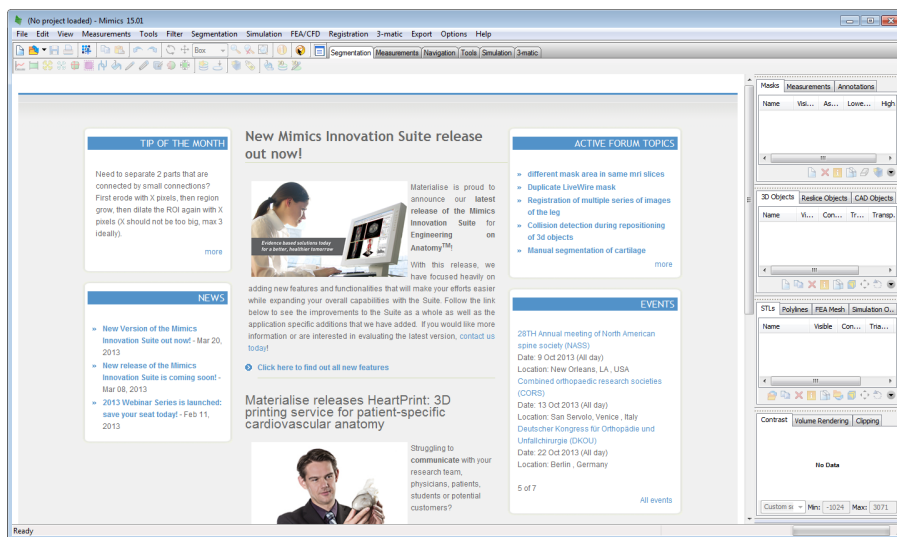 (No project loaded) - Mimics 15.01
File Edit View Measurements Tools Filter Segmentation Simulation FEA/CFD Registration 3-matic Export Options Help
Box
Segmentation Measurements Navigation Tools Simulation 3-matic
TIP OF THE MONTH
Need to separate 2 parts that are
connected by small connections?
First erode with X pixels, then region
grow, then dilate the ROI again with X
pixels (X should not be too big, max 3
ideally).
more
NEWS
» New Version of the Mimics
Innovation Suite out now! - Mar 20,
2013
» New release of the Mimics
Innovation Suite is coming soon! -
Mar 08, 2013
» 2013 Webinar Series is launched:
save your seat today! - Feb 11,
2013
New Mimics Innovation Suite release
out now!
Evidence based solutions today
for a better, healthier tomorrow
Materialise is proud to
announce our latest
release of the Mimics
Innovation Suite for
Engineering on
Anatomy™!
With this release, we
have focused heavily on
adding new features and functionalities that will make your efforts easier
while expanding your overall capabilities with the Suite. Follow the link
below to see the improvements to the Suite as a whole as well as the
application specific additions that we have added. If you would like more
information or are interested in evaluating the latest version, contact us
today!
Click here to find out all new features
Materialise releases HeartPrint: 3D
printing service for patient-specific
cardiovascular anatomy
Struggling to
communicate with your
research team,
physicians, patients,
students or potential
customers?
ACTIVE FORUM TOPICS
» different mask area in same mri slices
» Duplicate LiveWire mask
» Registration of multiple series of images
of the leg
» Collision detection during repositioning
of 3d objects
» Manual segmentation of cartilage
more
EVENTS
28TH Annual meeting of North American
spine society (NASS)
Date: 9 Oct 2013 (All day)
Location: New Orleans, LA , USA
Combined orthopaedic research societies
(CORS)
Date: 13 Oct 2013 (All day)
Location: San Servolo, Venice , Italy
Deutscher Kongress für Orthopädie und
Unfallchirurgie (DKOU)
Date: 22 Oct 2013 (All day)
Location: Berlin , Germany
5 of 7
All events
Masks Measurements Annotations
Name Visi... As... Lowe... High
3D Objects Reslice Objects CAD Objects
Name Vi... Con... Tr... Transp.
STLs Polylines FEA Mesh Simulation O..
Name Visible Con... Tria...
Contrast Volume Rendering Clipping
No Data
Custom Min: -1024 Max: 3071
Ready